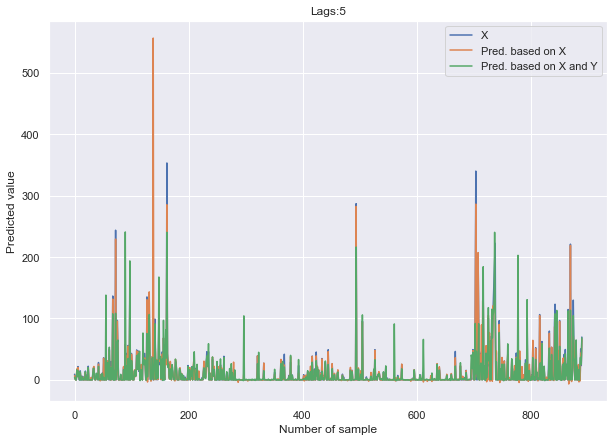 Lags:5
X
Pred. based on X
Pred. based on X and Y
500
400
300
200
100
0
Predicted value
0
200
400
600
800
Number of sample